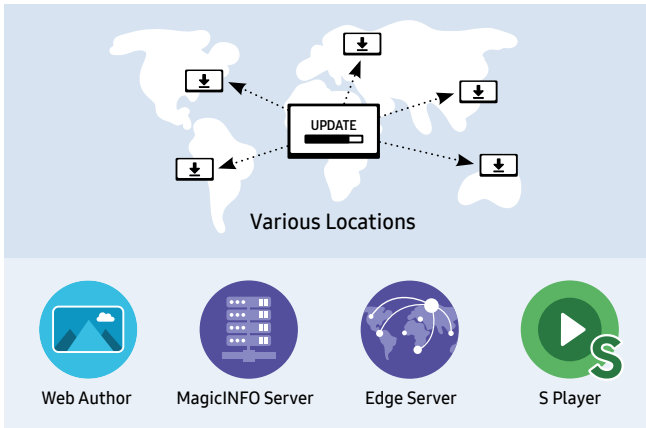 UPDATE
Various Locations
S
Web Author
MagicINFO Server
Edge Server
S Player